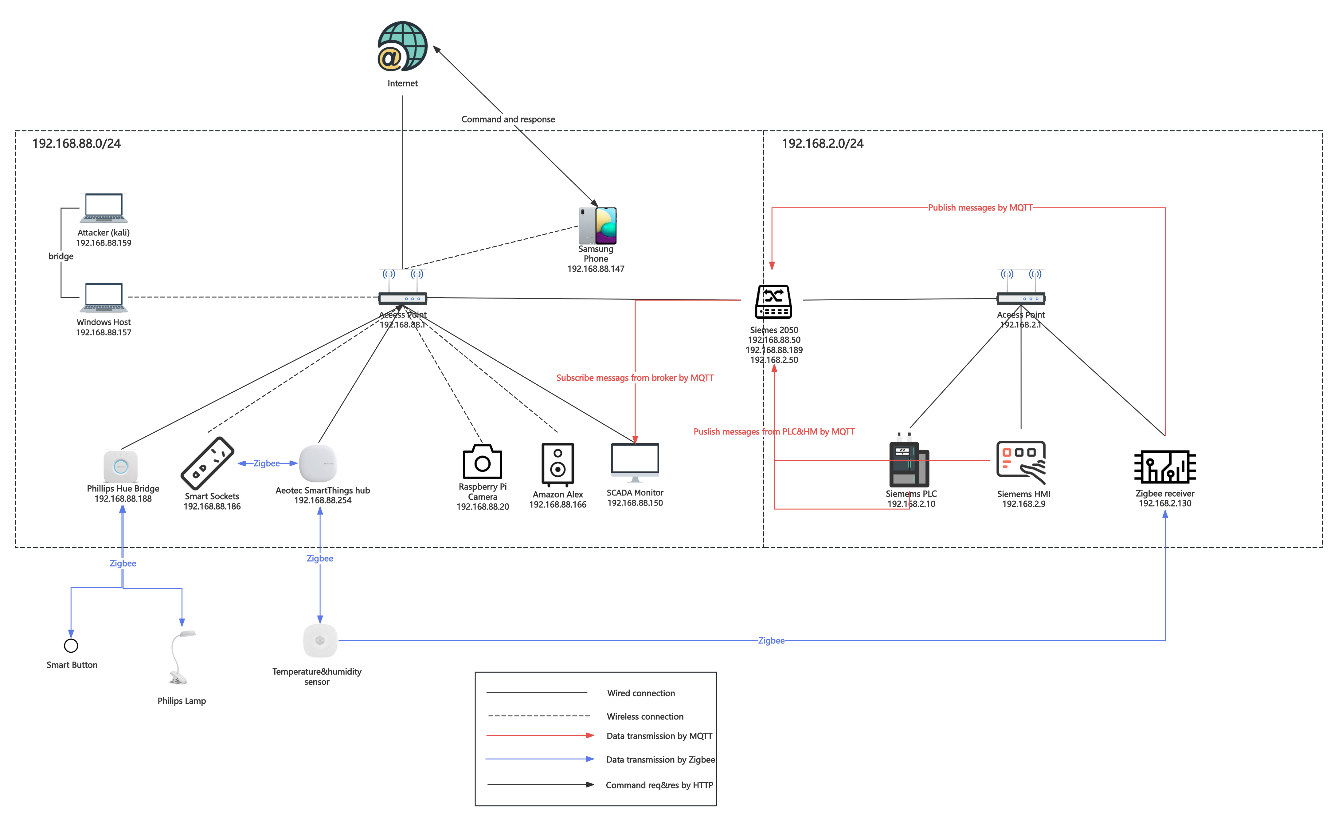 Internet
Command and response
192.168.88.0/24
192.168.2.0/24
Attacker (kali)
192.168.88.159
bridge
Windows Host
192.168.88.157
Samsung
Phone
192.168.88.147
Publish messages by MQTT
Aceess Point
192.168.88.1
Siemes 2050
192.168.88.50
192.168.88.189
192.168.2.50
Aceess Point
192.168.2.1
Subscribe messags from broker by MQTT
Puslish messages from PLC&HM by MQTT
Phillips Hue Bridge
192.168.88.188
Smart Sockets
192.168.88.186
Zigbee
Aeotec SmartThings hub
192.168.88.254
Raspberry Pi
Camera
192.168.88.20
Amazon Alex
192.168.88.166
SCADA Monitor
192.168.88.150
Siemems PLC
192.168.2.10
Siemems HMI
192.168.2.9
Zigbee receiver
192.168.2.130
Zigbee
Zigbee
Zigbee
Smart Button
Philips Lamp
Temperature&humidity
sensor
Wired connection
Wireless connection
Data transmission by MQTT
Data transmission by Zigbee
Command req&res by HTTP